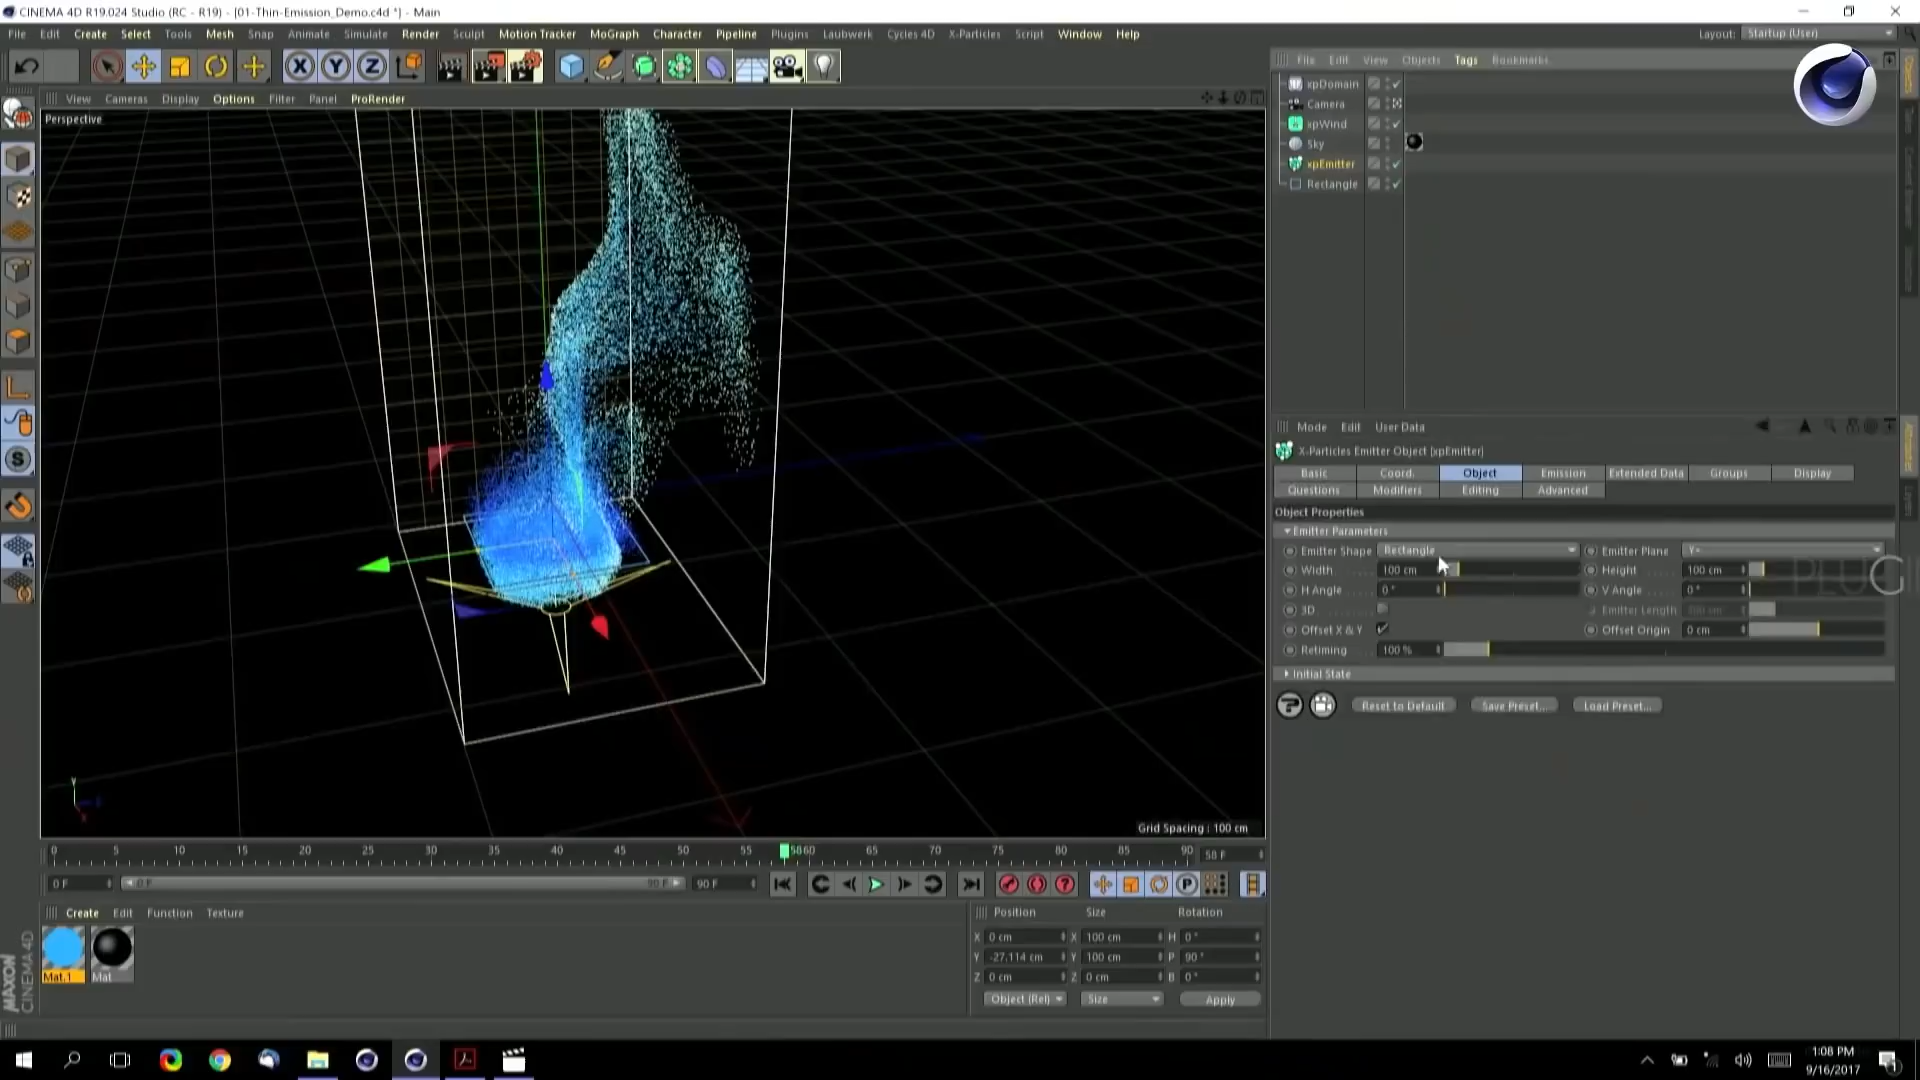 CINEMA 4D R19.024 Studio (RC - R19) - [01-Thin-Emission_Demo.c4d *] - Main
File Edit Create Select Tools Mesh Snap Animate Simulate Render Sculpt Motion Tracker MoGraph Character Pipeline Plugins Laubwerk Cycles 4D X-Particles Script Window Help
Layout: Startup (User)
File Edit View Objects Tags Bookmarks
View Cameras Display Options Filter Panel ProRender
Perspective
xpDomain
Camera
xpWind
Sky
xpEmitter
Rectangle
Mode Edit User Data
X-Particles Emitter Object [xpEmitter]
Basic Coord. Object Emission Extended Data Groups Display
Questions Modifiers Editing Advanced
Object Properties
Emitter Parameters
Emitter Shape Rectangle Emitter Plane
Width 100 cm Height 100 cm
H Angle 0 ° V Angle 0 °
3D Emitter Length
Offset X & Y Offset Origin 0 cm
Retiming 100 %
Initial State
Reset to Default Save Preset... Load Preset...
PLUGI
Grid Spacing : 100 cm
0 5 10 15 20 25 30 35 40 45 50 55 58 60 65 70 75 80 85 90 58 F
0 F 0 F 90 F 90 F
Create Edit Function Texture
Mat.1 Mat
Position Size Rotation
X 0 cm X 100 cm H 0 °
Y -27.114 cm Y 100 cm P 90 °
Z 0 cm Z 0 cm B 0 °
Object (Rel) Size Apply
MAXON
CINEMA 4D
1:08 PM
9/16/2017